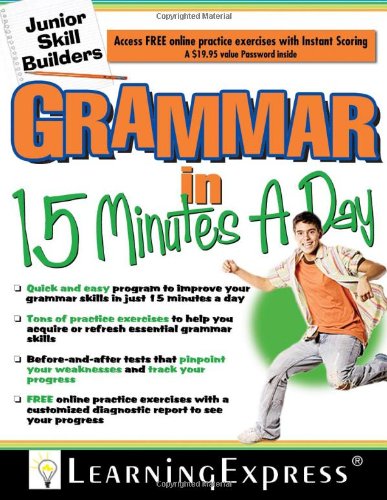 Copyrighted Material
Junior
Skill
Builders
Access FREE online practice exercises with Instant Scoring
A $19.95 value Password inside
GRAMMAR
in
15 Minutes A Day
Quick and easy program to improve your
grammar skills in just 15 minutes a day
Tons of practice exercises to help you
acquire or refresh essential grammar
skills
Before-and-after tests that pinpoint
your weaknesses and track your
progress
FREE online practice exercises with a
customized diagnostic report to see
your progress
LEARNINGEXPRESS®
Copyrighted Material